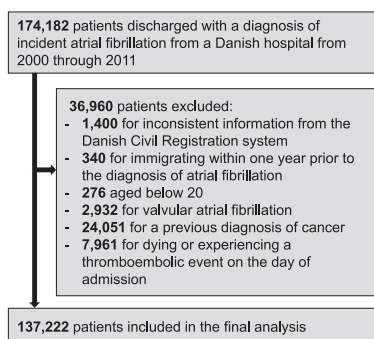 174,182 patients discharged with a diagnosis of
incident atrial fibrillation from a Danish hospital from
2000 through 2011
36,960 patients excluded:
- 1,400 for inconsistent information from the
Danish Civil Registration system
- 340 for immigrating within one year prior to
the diagnosis of atrial fibrillation
- 276 aged below 20
- 2,932 for valvular atrial fibrillation
- 24,051 for a previous diagnosis of cancer
- 7,961 for dying or experiencing a
thromboembolic event on the day of
admission
137,222 patients included in the final analysis